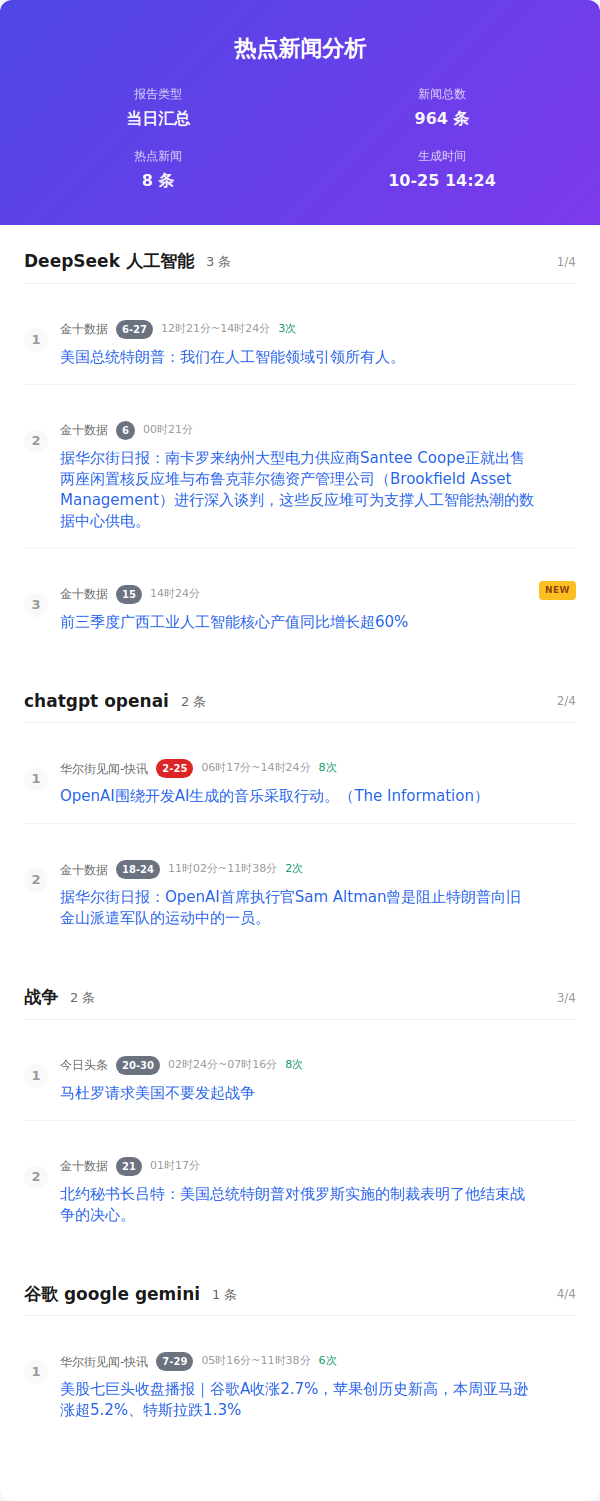 热点新闻分析
报告类型
当日汇总
新闻总数
964 条
热点新闻
8 条
生成时间
10-25 14:24
DeepSeek 人工智能 3 条 1/4
1
金十数据 6-27 12时21分~14时24分 3次
美国总统特朗普：我们在人工智能领域引领所有人。
2
金十数据 6 00时21分
据华尔街日报：南卡罗来纳州大型电力供应商Santee Coope正就出售
两座闲置核反应堆与布鲁克菲尔德资产管理公司（Brookfield Asset
Management）进行深入谈判，这些反应堆可为支撑人工智能热潮的数
据中心供电。
3
金十数据 15 14时24分 NEW
前三季度广西工业人工智能核心产值同比增长超60%
chatgpt openai 2 条 2/4
1
华尔街见闻-快讯 2-25 06时17分~14时24分 8次
OpenAI围绕开发AI生成的音乐采取行动。（The Information）
2
金十数据 18-24 11时02分~11时38分 2次
据华尔街日报：OpenAI首席执行官Sam Altman曾是阻止特朗普向旧
金山派遣军队的运动中的一员。
战争 2 条 3/4
1
今日头条 20-30 02时24分~07时16分 8次
马杜罗请求美国不要发起战争
2
金十数据 21 01时17分
北约秘书长吕特：美国总统特朗普对俄罗斯实施的制裁表明了他结束战
争的决心。
谷歌 google gemini 1 条 4/4
1
华尔街见闻-快讯 7-29 05时16分~11时38分 6次
美股七巨头收盘播报｜谷歌A收涨2.7%，苹果创历史新高，本周亚马逊
涨超5.2%、特斯拉跌1.3%